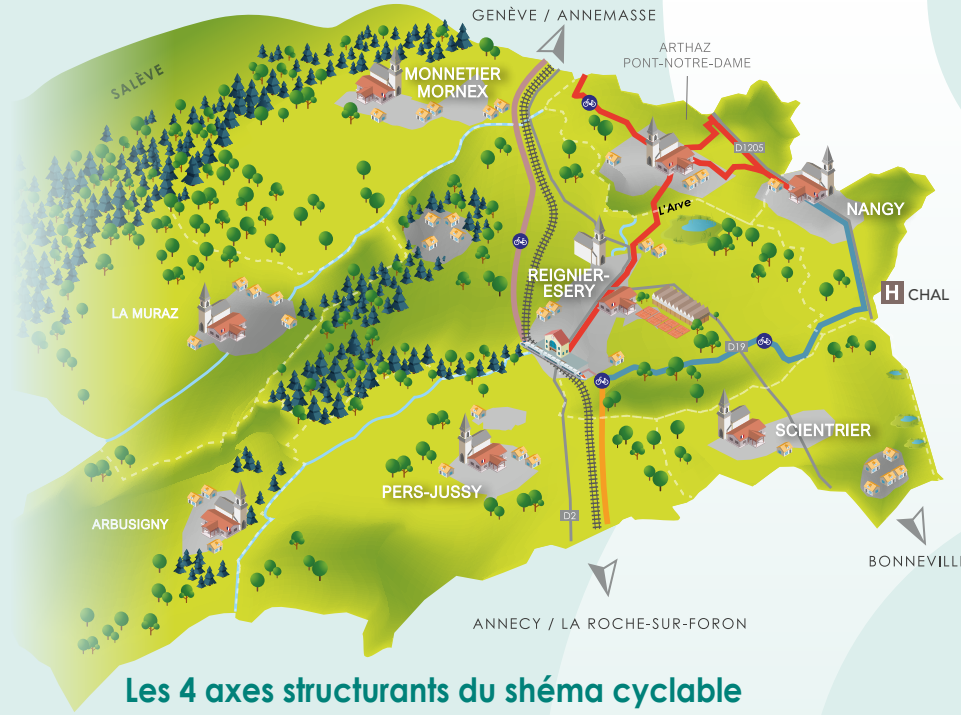 GENÈVE / ANNEMASSE
ARTHAZ
PONT-NOTRE-DAME
SALÈVE
MONNETIER
MORNEX
D1205
L'Arve
NANGY
REIGNIER-
ESERY
H CHAL
LA MURAZ
D19
SCIENTRIER
PERS-JUSSY
D2
ARBUSIGNY
BONNEVILLE
ANNECY / LA ROCHE-SUR-FORON
Les 4 axes structurants du shéma cyclable